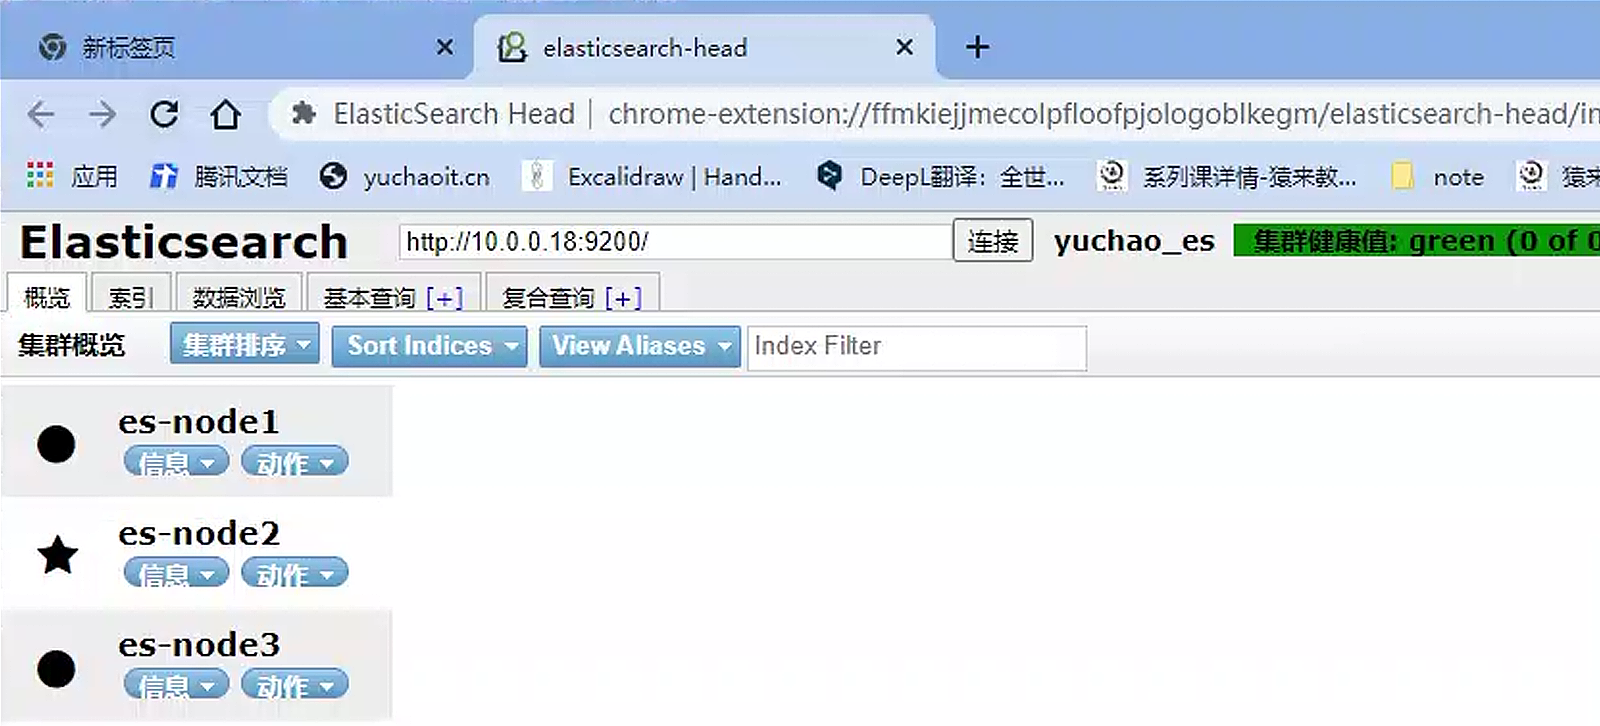 新标签页
elasticsearch-head
ElasticSearch Head | chrome-extension://ffmkiejjmecolpfloofpjologoblkegm/elasticsearch-head/in
应用 腾讯文档 yuchaoit.cn Excalidraw | Hand... DeepL翻译：全世... 系列课详情-猿来教... note 猿来
Elasticsearch http://10.0.0.18:9200/ 连接 yuchao_es 集群健康值: green (0 of 0
概览 索引 数据浏览 基本查询 [+] 复合查询 [+]
集群概览 集群排序 Sort Indices View Aliases Index Filter
es-node1
信息 动作
es-node2
信息 动作
es-node3
信息 动作